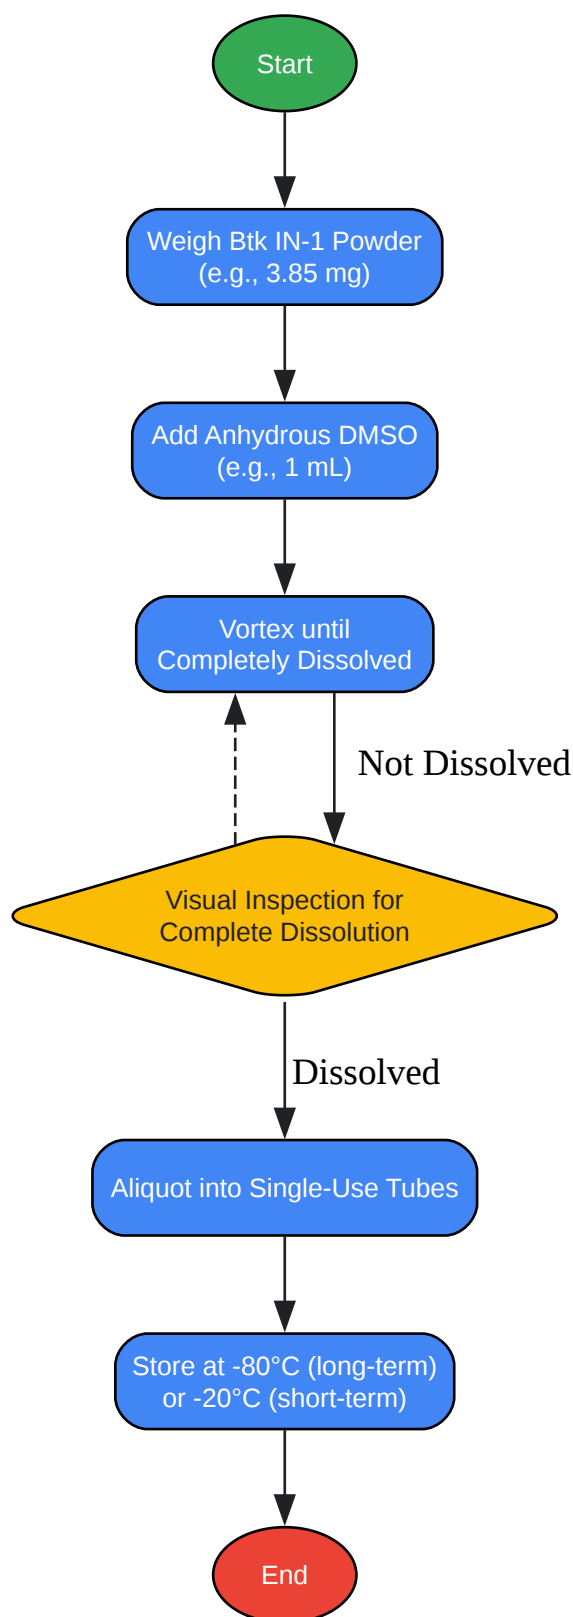 Start
Weigh Btk IN-1 Powder
(e.g., 3.85 mg)
Add Anhydrous DMSO
(e.g., 1 mL)
Vortex until
Completely Dissolved
Not Dissolved
Visual Inspection for
Complete Dissolution
Dissolved
Aliquot into Single-Use Tubes
Store at -80°C (long-term)
or -20°C (short-term)
End